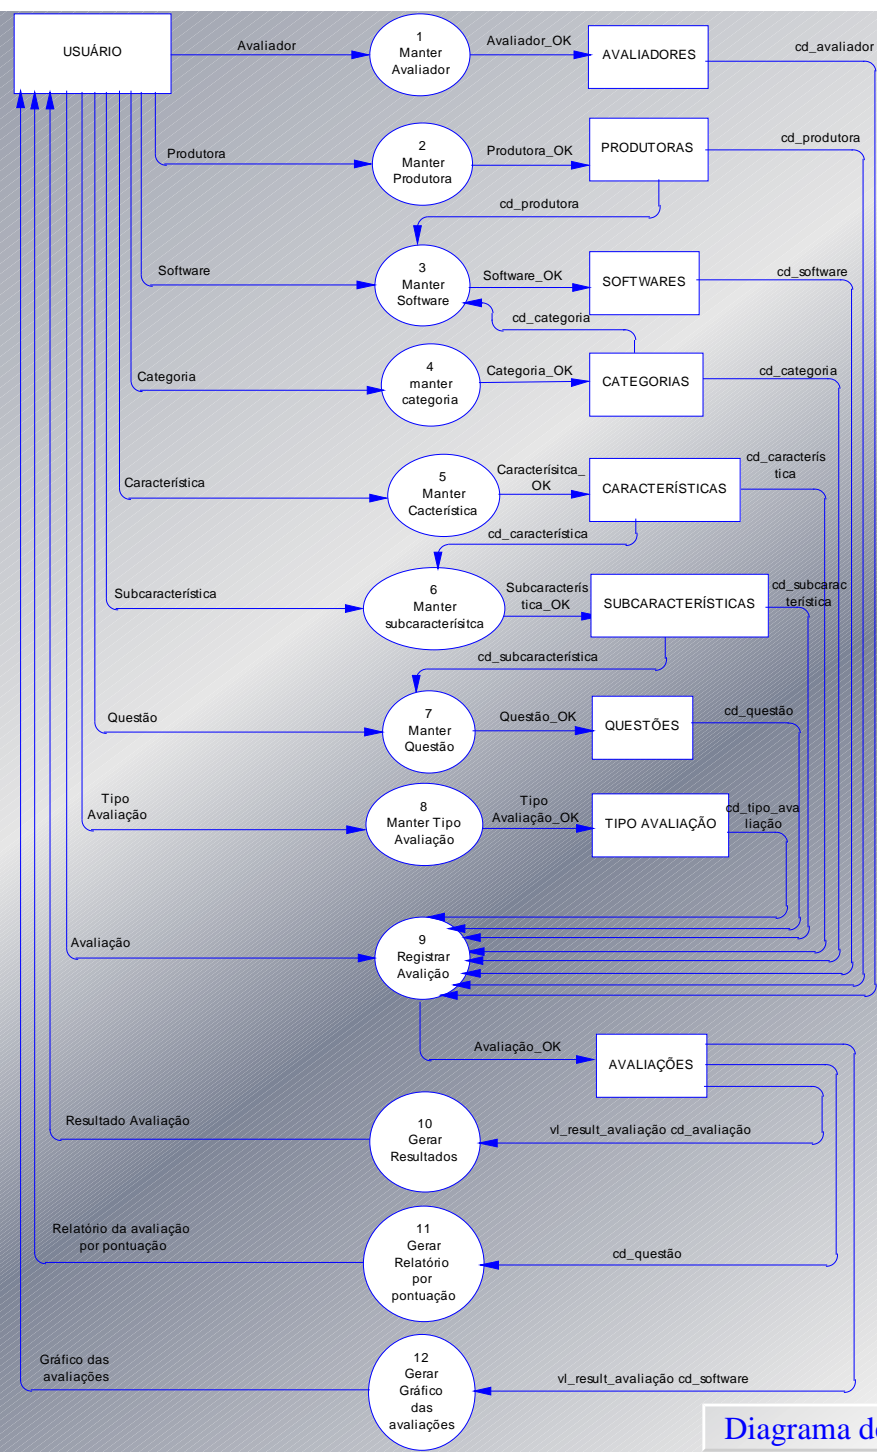 USUÁRIO
Avaliador
1
Manter
Avaliador
Avaliador_OK
AVALIADORES
cd_avaliador
Produtora
2
Manter
Produtora
Produtora_OK
PRODUTORAS
cd_produtora
cd_produtora
Software
3
Manter
Software
Software_OK
SOFTWARES
cd_software
cd_categoria
Categoria
4
manter
categoria
Categoria_OK
CATEGORIAS
cd_categoria
Característica
5
Manter
Cacterística
Caracterísitca_
OK
CARACTERÍSTICAS
cd_caracterís
tica
cd_característica
Subcaracterística
6
Manter
subcaracterísitca
Subcaracterís
tica_OK
SUBCARACTERÍSTICAS
cd_subcarac
terística
cd_subcaracterística
Questão
7
Manter
Questão
Questão_OK
QUESTÕES
cd_questão
Tipo
Avaliação
8
Manter Tipo
Avaliação
Tipo
Avaliação_OK
TIPO AVALIAÇÃO
cd_tipo_ava
liação
Avaliação
9
Registrar
Avalição
Avaliação_OK
AVALIAÇÕES
Resultado Avaliação
10
Gerar
Resultados
vl_result_avaliação cd_avaliação
Relatório da avaliação
por pontuação
11
Gerar
Relatório
por
pontuação
cd_questão
Gráfico das
avaliações
12
Gerar
Gráfico
das
avaliações
vl_result_avaliação cd_software
Diagrama de